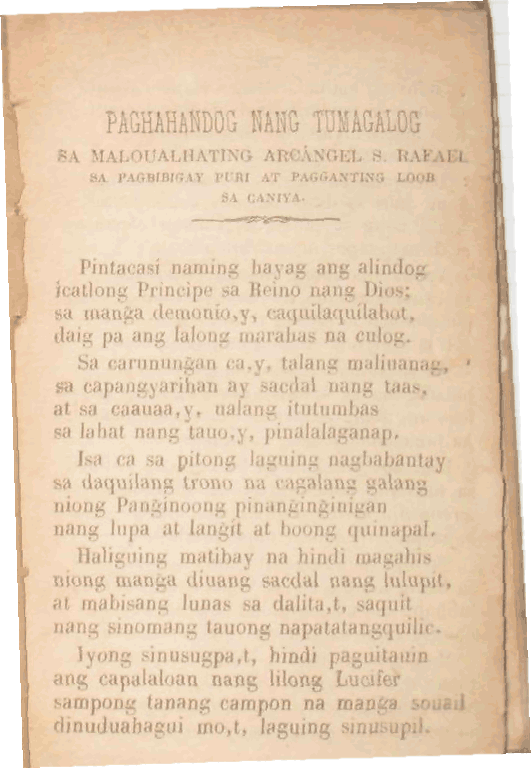 PAGHAHANDOG NANG TUMAGALOG
SA MALOUALHATING ARCÁNGEL S. RAFAEL
SA PAGBIBIGAY PURI AT PAGGANTING LOOB
SA CANIYA.
Pintacasi naming hayag ang alindog
icatlong Principe sa Reino nang Dios;
sa manga demonio,y, caquilaquilabot,
daig pa ang lalong marahas na culog.
Sa carunuñgan ca,y, talang maliuanag,
sa capangyarihan ay sacdal nang taas,
at sa caauaa,y, ualang itutumbas
sa lahat nang tauo,y, pinalalaganap.
Isa ca sa pitong laguing nagbabantay
sa daquilang trono na cagalang galang
niong Pañginoong pinanğinğinigan
nang lupa at lanğit at boong quinapal.
Haliguing matibay na hindi magahis
niong manga diuang sacdal nang lulupit,
at mabisang lunas sa dalita,t, saquit
nang sinomang tauong napatatangquilic.
Iyong sinusugpa,t, hindi paguitauin
ang capalaloan nang lilong Lucifer
sampong tanang campon na manğa souail
dinuduahagui mo,t, laguing sinusupil.